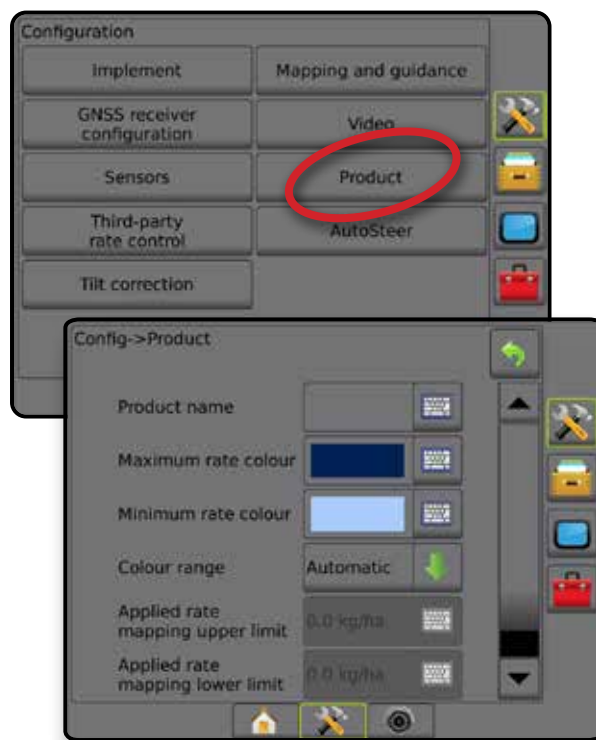 Configuration
Implement
Mapping and guidance
GNSS receiver
configuration
Video
Sensors
Product
Third-party
rate control
AutoSteer
Tilt correction
Config->Product
Product name
Maximum rate colour
Minimum rate colour
Colour range
Automatic
Applied rate
mapping upper limit
0.0 kg/ha
Applied rate
mapping lower limit
0.0 kg/ha